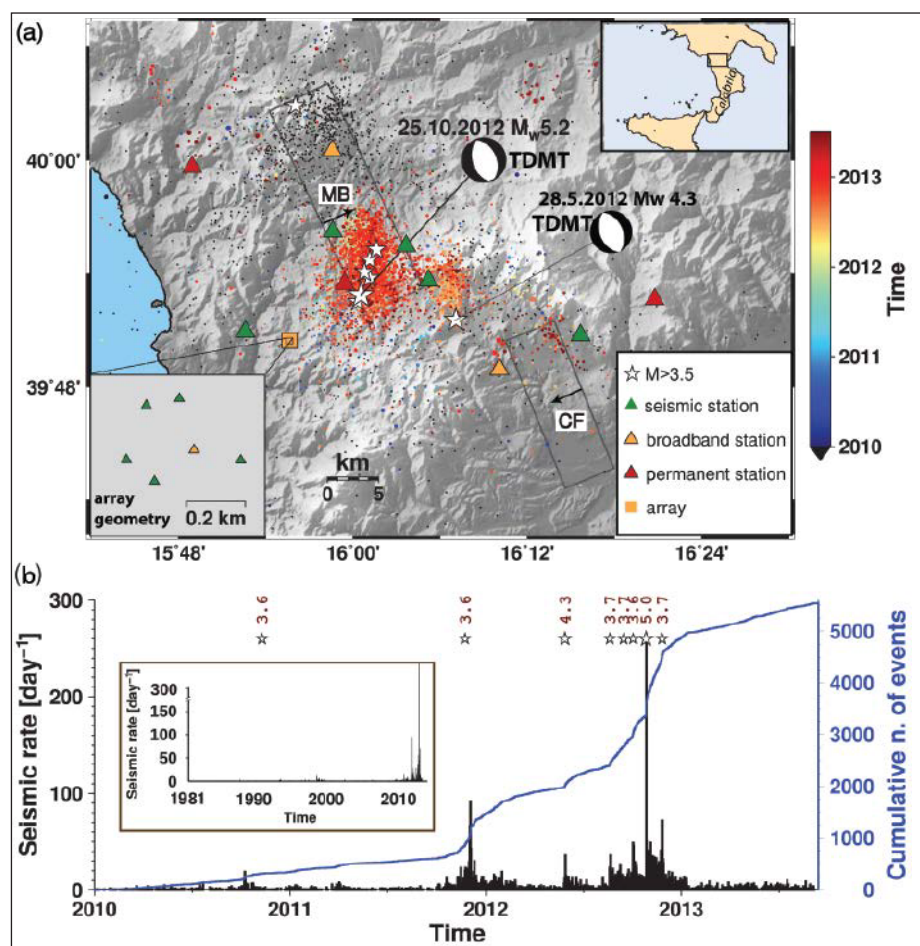 (a)
Calabria
25.10.2012 Mw5.2
TDMT
40°00'
MB
28.5.2012 Mw 4.3
TDMT
2013
2012
2011
2010
Time
39°48'
CF
km
0 5
array
geometry
0.2 km
M>3.5
seismic station
broadband station
permanent station
array
15°48' 16°00' 16°12' 16°24'
(b)
3.6 3.6 4.3 3.7 3.7 3.6 5.0 3.7
300
200
100
0
Seismic rate [day⁻¹]
Seismic rate [day⁻¹]
300
200
100
50
0
1981 1990 2000 2010
Time
5000
4000
3000
2000
1000
0
Cumulative n. of events
2010 2011 2012 2013
Time